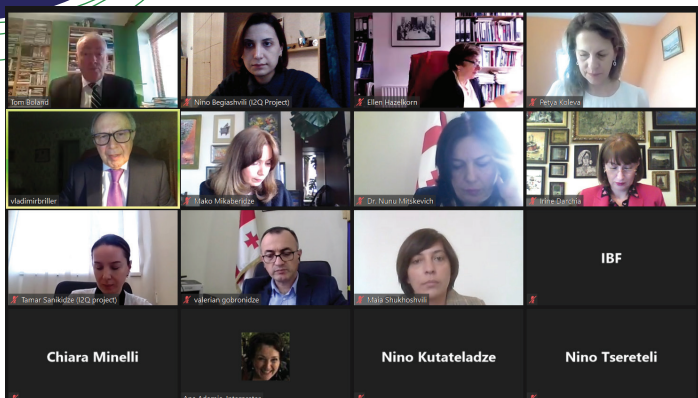 Tom Boland
Nino Begiashvili (I2Q Project)
Ellen Hazelkorn
Petya Koleva
vladimirbriller
Mako Mikaberidze
Dr. Nunu Mitskevich
Irine Darchia
Tamar Sanikidze (I2Q project)
valerian gobronidze
Maia Shukhoshvili
IBF
Chiara Minelli
Nino Kutateladze
Nino Tsereteli